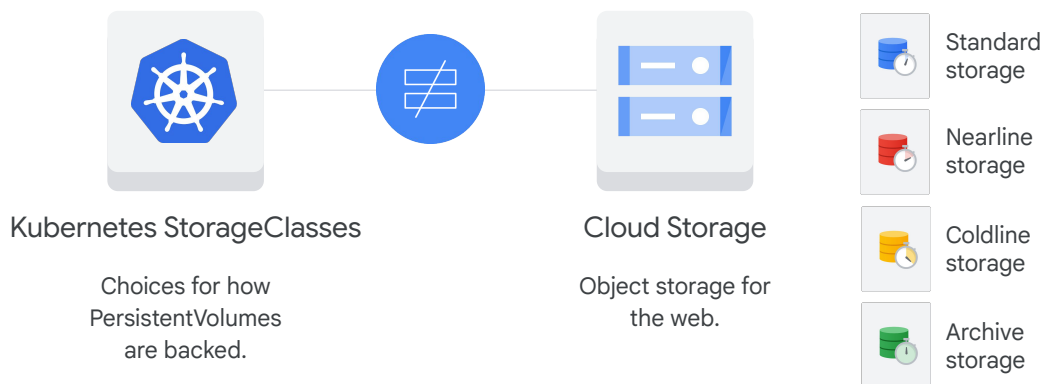 Kubernetes StorageClasses
Choices for how
PersistentVolumes
are backed.
Cloud Storage
Object storage for
the web.
Standard
storage
Nearline
storage
Coldline
storage
Archive
storage